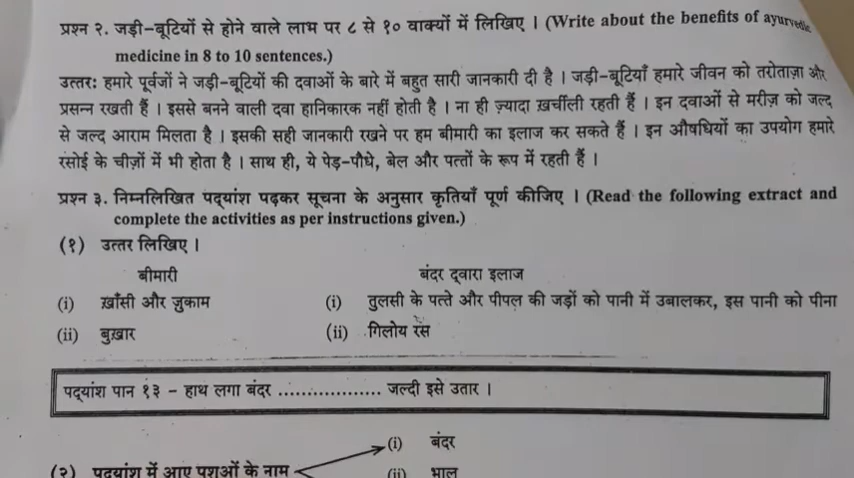 प्रश्न २. जड़ी-बूटियों से होने वाले लाभ पर ८ से १० वाक्यों में लिखिए । (Write about the benefits of ayurvedic
medicine in 8 to 10 sentences.)
उत्तर: हमारे पूर्वजों ने जड़ी-बूटियों की दवाओं के बारे में बहुत सारी जानकारी दी है । जड़ी-बूटियाँ हमारे जीवन को तरोताज़ा और
प्रसन्न रखती हैं । इससे बनने वाली दवा हानिकारक नहीं होती है । ना ही ज़्यादा ख़र्चीली रहती हैं । इन दवाओं से मरीज़ को जल्द
से जल्द आराम मिलता है । इसकी सही जानकारी रखने पर हम बीमारी का इलाज कर सकते हैं । इन औषधियों का उपयोग हमारे
रसोई के चीज़ों में भी होता है । साथ ही, ये पेड़-पौधे, बेल और पत्तों के रूप में रहती हैं ।
प्रश्न ३. निम्नलिखित पद्यांश पढ़कर सूचना के अनुसार कृतियाँ पूर्ण कीजिए । (Read the following extract and
complete the activities as per instructions given.)
(१) उत्तर लिखिए ।
बीमारी बंदर द्वारा इलाज
(i) ख़ाँसी और ज़ुकाम (i) तुलसी के पत्ते और पीपल की जड़ों को पानी में उबालकर, इस पानी को पीना
(ii) बुख़ार (ii) गिलोय रस
पद्यांश पान १३ - हाथ लगा बंदर .................. जल्दी इसे उतार ।
(i) बंदर
(२) पद्यांश में आए पशुओं के नाम (ii) भालू